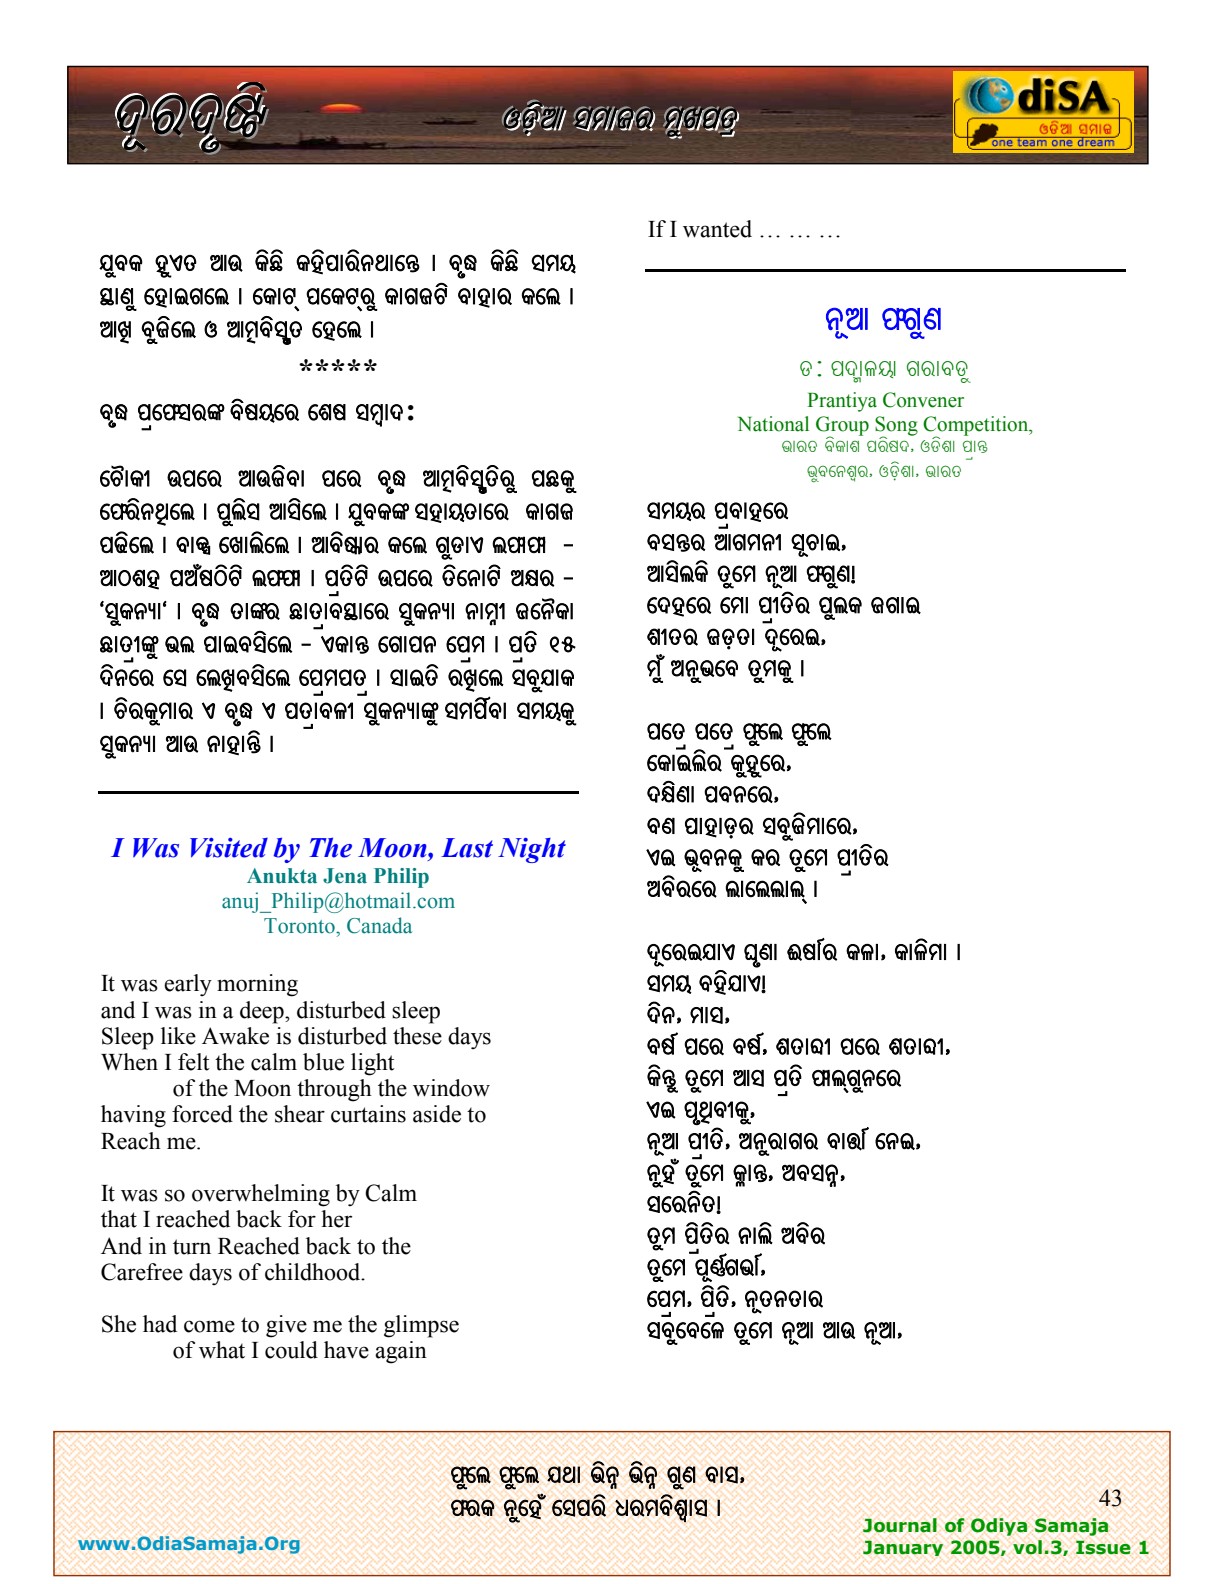 ଦୂରଦୃଷ୍ଟି
ଓଡ଼ିଆ ସମାଜର ମୁଖପତ୍ର
OdiSA
ଓଡିଆ ସମାଜ
one team one dream
ଯୁବକ ହୁଏତ ଆଉ କିଛି କହିପାରିନଥାନ୍ତେ । ବୃଦ୍ଧ କିଛି ସମୟ
ସ୍ଥାଣୁ ହୋଇଗଲେ । କୋଟ୍ ପକେଟ୍‌ରୁ କାଗଜଟି ବାହାର କଲେ ।
ଆଖି ବୁଜିଲେ ଓ ଆତ୍ମବିସ୍ମୃତ ହେଲେ ।
*****
ବୃଦ୍ଧ ପ୍ରଫେସରଙ୍କ ବିଷୟରେ ଶେଷ ସମ୍ବାଦ:
ଚୌକୀ ଉପରେ ଆଉଜିବା ପରେ ବୃଦ୍ଧ ଆତ୍ମବିସ୍ମୃତିରୁ ପଛକୁ
ଫେରିନଥିଲେ । ପୁଲିସ ଆସିଲେ । ଯୁବକଙ୍କ ସହାୟତାରେ କାଗଜ
ପଢିଲେ । ବାକ୍ସ ଖୋଲିଲେ । ଆବିଷ୍କାର କଲେ ଗୁଡାଏ ଲଫାଫା –
ଆଠଶହ ପଅଁଷଠିଟି ଲଫଫା । ପ୍ରତିଟି ଉପରେ ତିନୋଟି ଅକ୍ଷର –
‘ସୁକନ୍ୟା‘ । ବୃଦ୍ଧ ତାଙ୍କର ଛାତ୍ରାବସ୍ଥାରେ ସୁକନ୍ୟା ନାମ୍ନୀ ଜନୈକା
ଛାତ୍ରୀଙ୍କୁ ଭଲ ପାଇବସିଲେ – ଏକାନ୍ତ ଗୋପନ ପ୍ରେମ । ପ୍ରତି ୧୫
ଦିନରେ ସେ ଲେଖିବସିଲେ ପ୍ରେମପତ୍ର । ସାଇତି ରଖିଲେ ସବୁଯାକ
। ଚିରକୁମାର ଏ ବୃଦ୍ଧ ଏ ପତ୍ରାବଳୀ ସୁକନ୍ୟାଙ୍କୁ ସମର୍ପିବା ସମୟକୁ
ସୁକନ୍ୟା ଆଉ ନାହାନ୍ତି ।
I Was Visited by The Moon, Last Night
Anukta Jena Philip
anuj_Philip@hotmail.com
Toronto, Canada
It was early morning
and I was in a deep, disturbed sleep
Sleep like Awake is disturbed these days
When I felt the calm blue light
of the Moon through the window
having forced the shear curtains aside to
Reach me.
It was so overwhelming by Calm
that I reached back for her
And in turn Reached back to the
Carefree days of childhood.
She had come to give me the glimpse
of what I could have again
If I wanted … … …
ନୂଆ ଫଗୁଣ
ଡ: ପଦ୍ମାଳୟା ଗରାବଡୁ
Prantiya Convener
National Group Song Competition,
ଭାରତ ବିକାଶ ପରିଷଦ, ଓଡିଶା ପ୍ରାନ୍ତ
ଭୁବନେଶ୍ୱର, ଓଡ଼ିଶା, ଭାରତ
ସମୟର ପ୍ରବାହରେ
ବସନ୍ତର ଆଗମନୀ ସୂଚାଇ,
ଆସିଲକି ତୁମେ ନୂଆ ଫଗୁଣ!
ଦେହରେ ମୋ ପ୍ରୀତିର ପୁଲକ ଜଗାଇ
ଶୀତର ଜଡ଼ତା ଦୂରେଇ,
ମୁଁ ଅନୁଭବେ ତୁମକୁ ।
ପତ୍ରେ ପତ୍ରେ ଫୁଲେ ଫୁଲେ
କୋଇଲିର କୁହୁରେ,
ଦକ୍ଷିଣା ପବନରେ,
ବଣ ପାହାଡ଼ର ସବୁଜିମାରେ,
ଏଇ ଭୂବନକୁ କର ତୁମେ ପ୍ରୀତିର
ଅବିରରେ ଲାଲେଲାଲ୍ ।
ଦୂରେଇଯାଏ ଘୃଣା ଈର୍ଷାର କଳା, କାଳିମା ।
ସମୟ ବହିଯାଏ!
ଦିନ, ମାସ,
ବର୍ଷ ପରେ ବର୍ଷ, ଶତାବ୍ଦୀ ପରେ ଶତାବ୍ଦୀ,
କିନ୍ତୁ ତୁମେ ଆସ ପ୍ରତି ଫାଲ୍‌ଗୁନରେ
ଏଇ ପୃଥିବୀକୁ,
ନୂଆ ପ୍ରୀତି, ଅନୁରାଗର ବାର୍ତ୍ତା ନେଇ,
ନୁହଁ ତୁମେ କ୍ଳାନ୍ତ, ଅବସନ୍ନ,
ସରେନିତ!
ତୁମ ପ୍ରିତିର ନାଲି ଅବିର
ତୁମେ ପୂର୍ଣ୍ଣଗର୍ଭା,
ପ୍ରେମ, ପ୍ରିତି, ନୂତନତାର
ସବୁବେଳେ ତୁମେ ନୂଆ ଆଉ ନୂଆ,
ଫୁଲେ ଫୁଲେ ଯଥା ଭିନ୍ନ ଭିନ୍ନ ଗୁଣ ବାସ,
ଫରକ ନୁହେଁ ସେପରି ଧରମବିଶ୍ୱାସ ।
43
www.OdiaSamaja.Org
Journal of Odiya Samaja
January 2005, vol.3, Issue 1